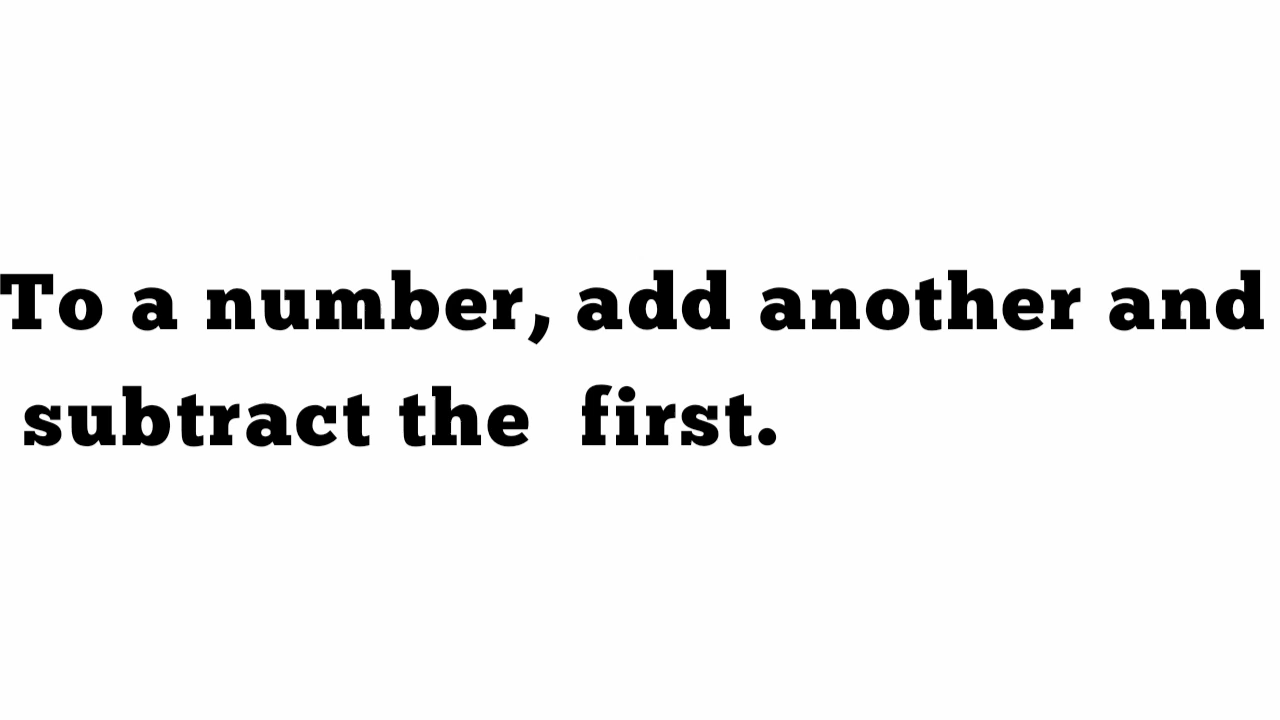 To a number, add another and
subtract the first.